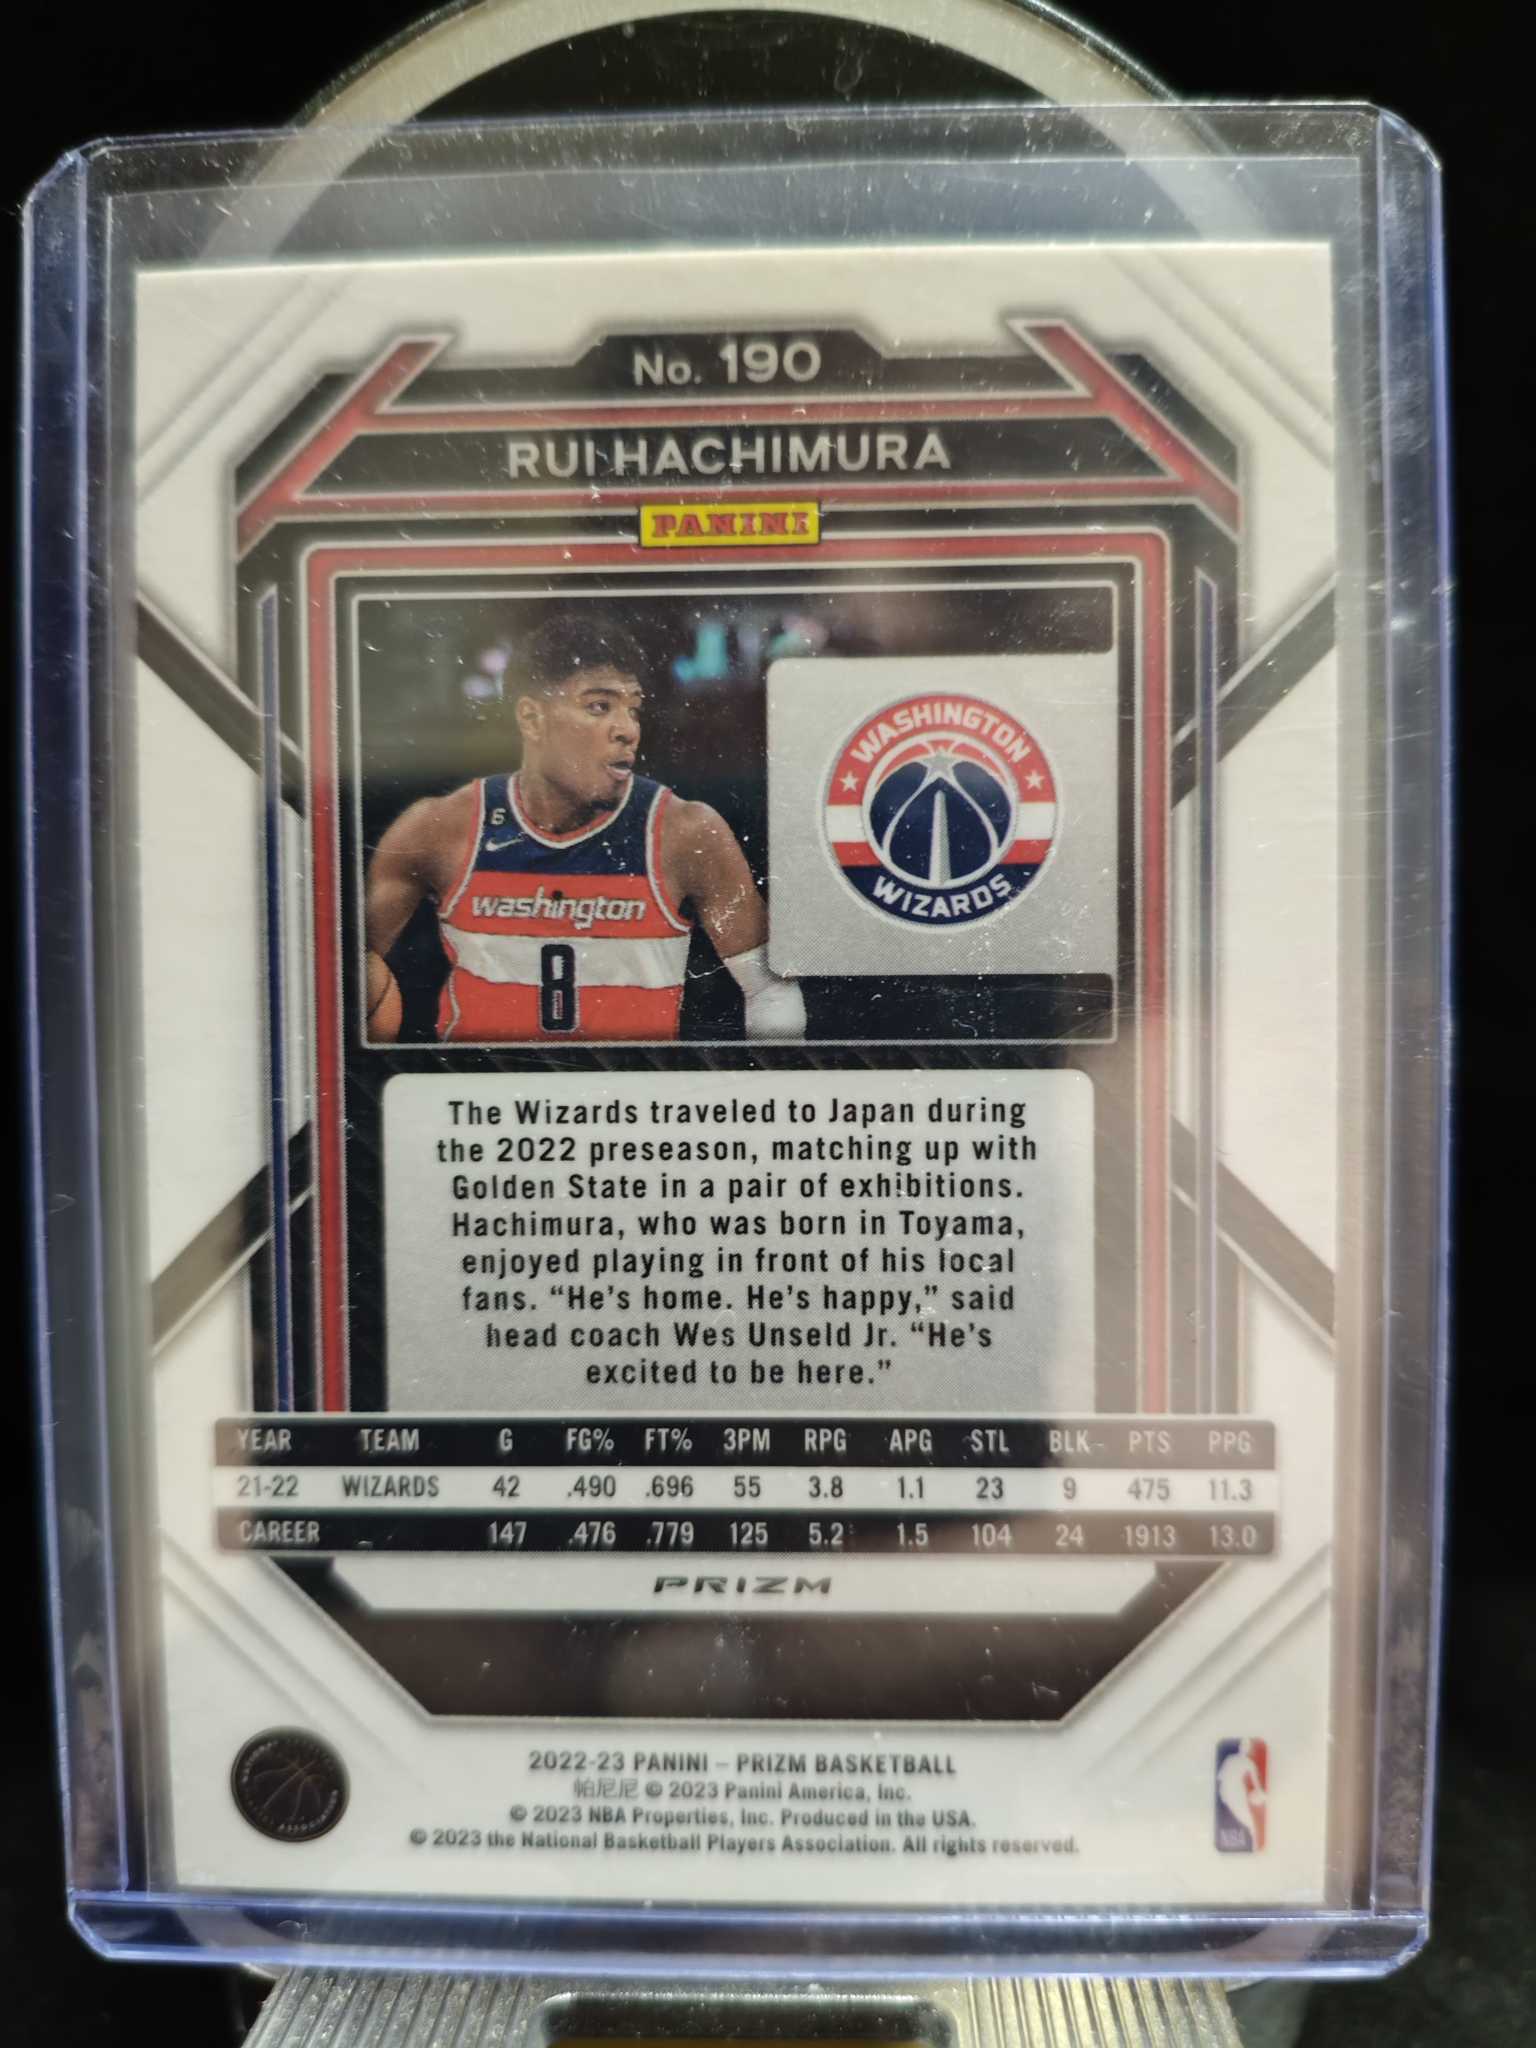 No. 190
RUI HACHIMURA
PANINI
WASHINGTON
WIZARDS
6
washington
8
The Wizards traveled to Japan during
the 2022 preseason, matching up with
Golden State in a pair of exhibitions.
Hachimura, who was born in Toyama,
enjoyed playing in front of his local
fans. “He’s home. He’s happy,” said
head coach Wes Unseld Jr. “He’s
excited to be here.”
YEAR TEAM G FG% FT% 3PM RPG APG STL BLK PTS PPG
21-22 WIZARDS 42 .490 .696 55 3.8 1.1 23 9 475 11.3
CAREER 147 .476 .779 125 5.2 1.5 104 24 1913 13.0
PRIZM
2022-23 PANINI – PRIZM BASKETBALL
帕尼尼 © 2023 Panini America, Inc.
© 2023 NBA Properties, Inc. Produced in the USA.
© 2023 the National Basketball Players Association. All rights reserved.
NBA